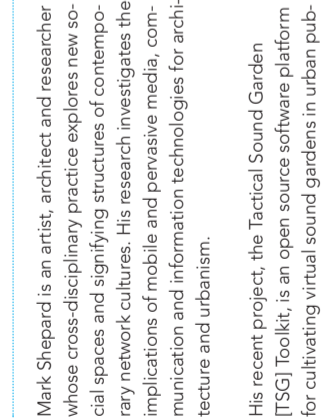 Mark Shepard is an artist, architect and researcher
whose cross-disciplinary practice explores new so-
cial spaces and signifying structures of contempo-
rary network cultures. His research investigates the
implications of mobile and pervasive media, com-
munication and information technologies for archi-
tecture and urbanism.
His recent project, the Tactical Sound Garden
[TSG] Toolkit, is an open source software platform
for cultivating virtual sound gardens in urban pub-